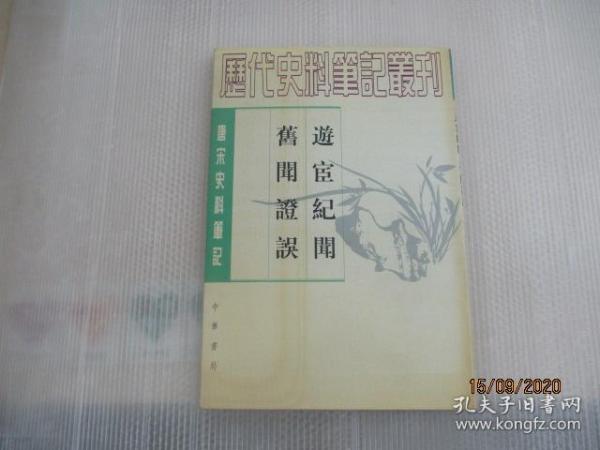 歷代史料筆記叢刊
遊宦紀聞
舊聞證誤
唐宋史料筆記
中華書局
15/09/2020
孔夫子旧书网
www.kongfz.com